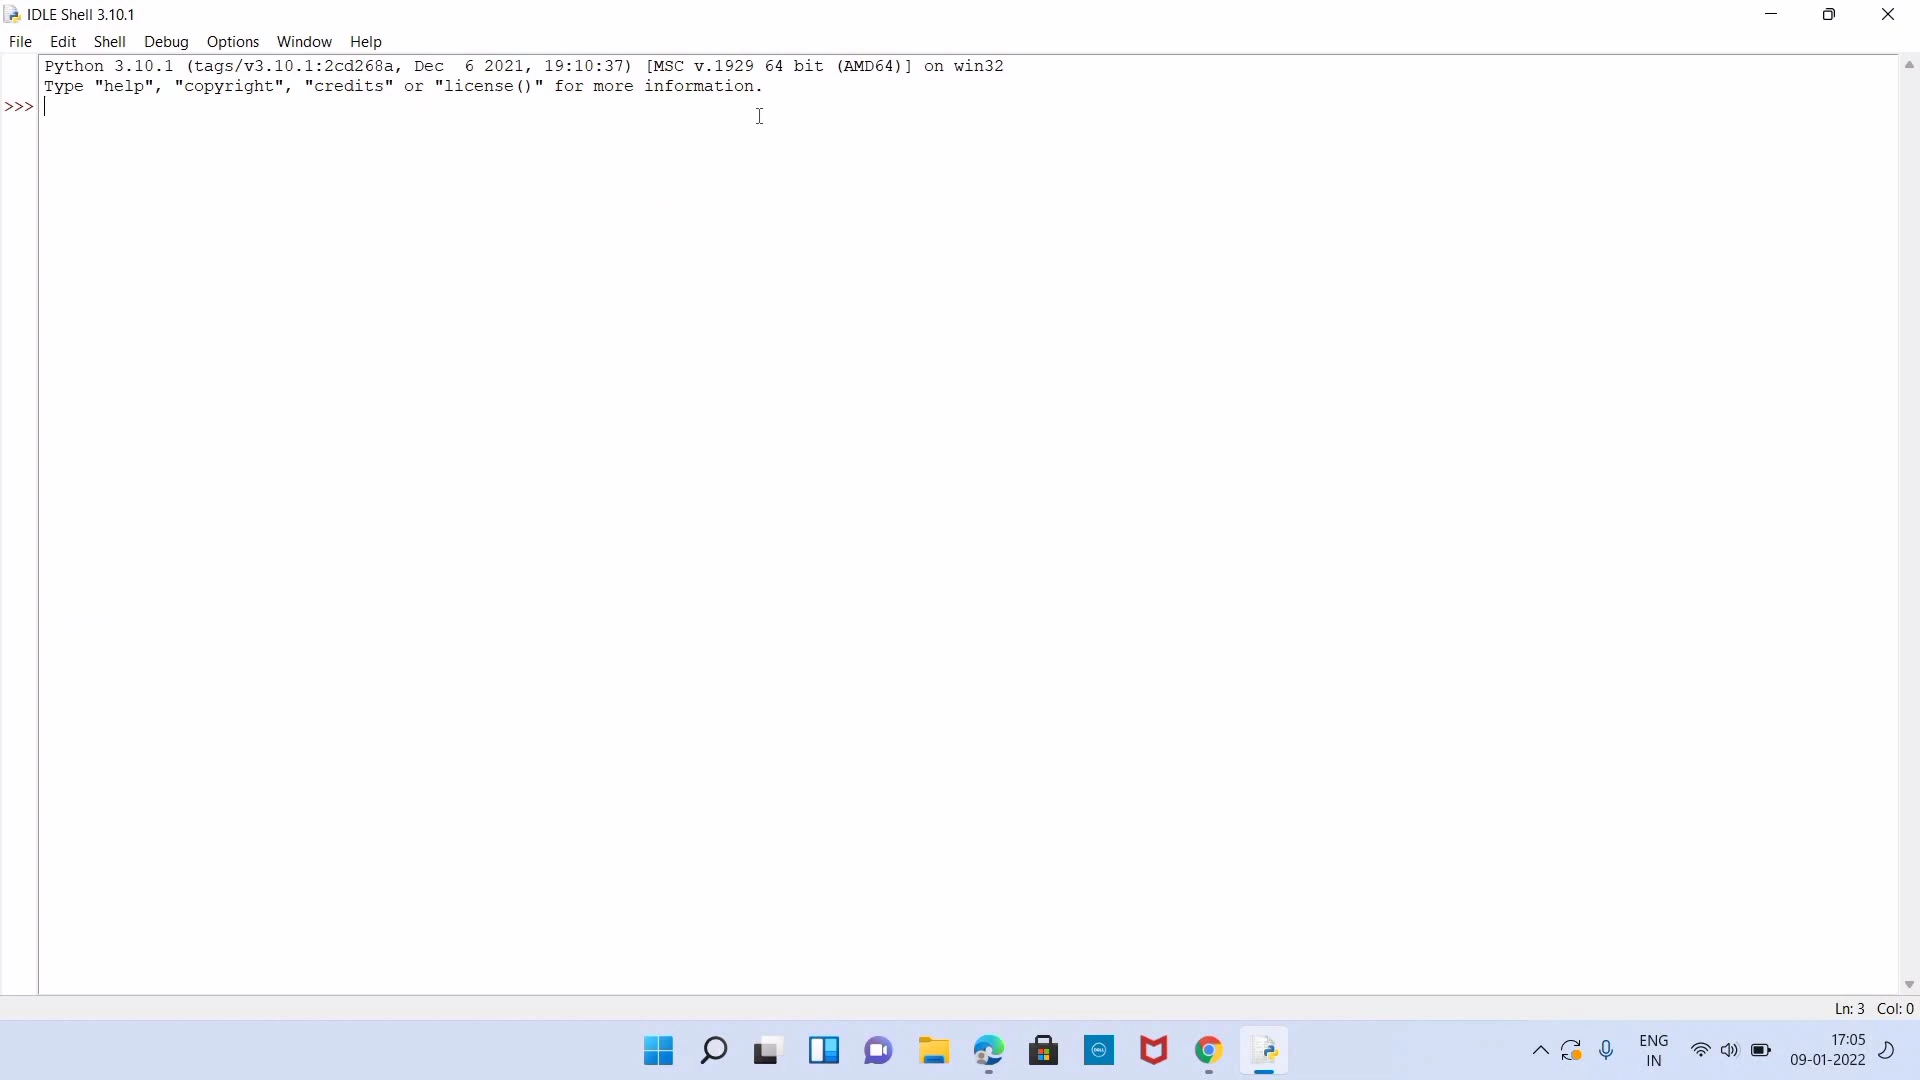 IDLE Shell 3.10.1
File Edit Shell Debug Options Window Help
Python 3.10.1 (tags/v3.10.1:2cd268a, Dec  6 2021, 19:10:37) [MSC v.1929 64 bit (AMD64)] on win32
Type "help", "copyright", "credits" or "license()" for more information.
>>>
Ln: 3 Col: 0
DELL
ENG
IN
17:05
09-01-2022